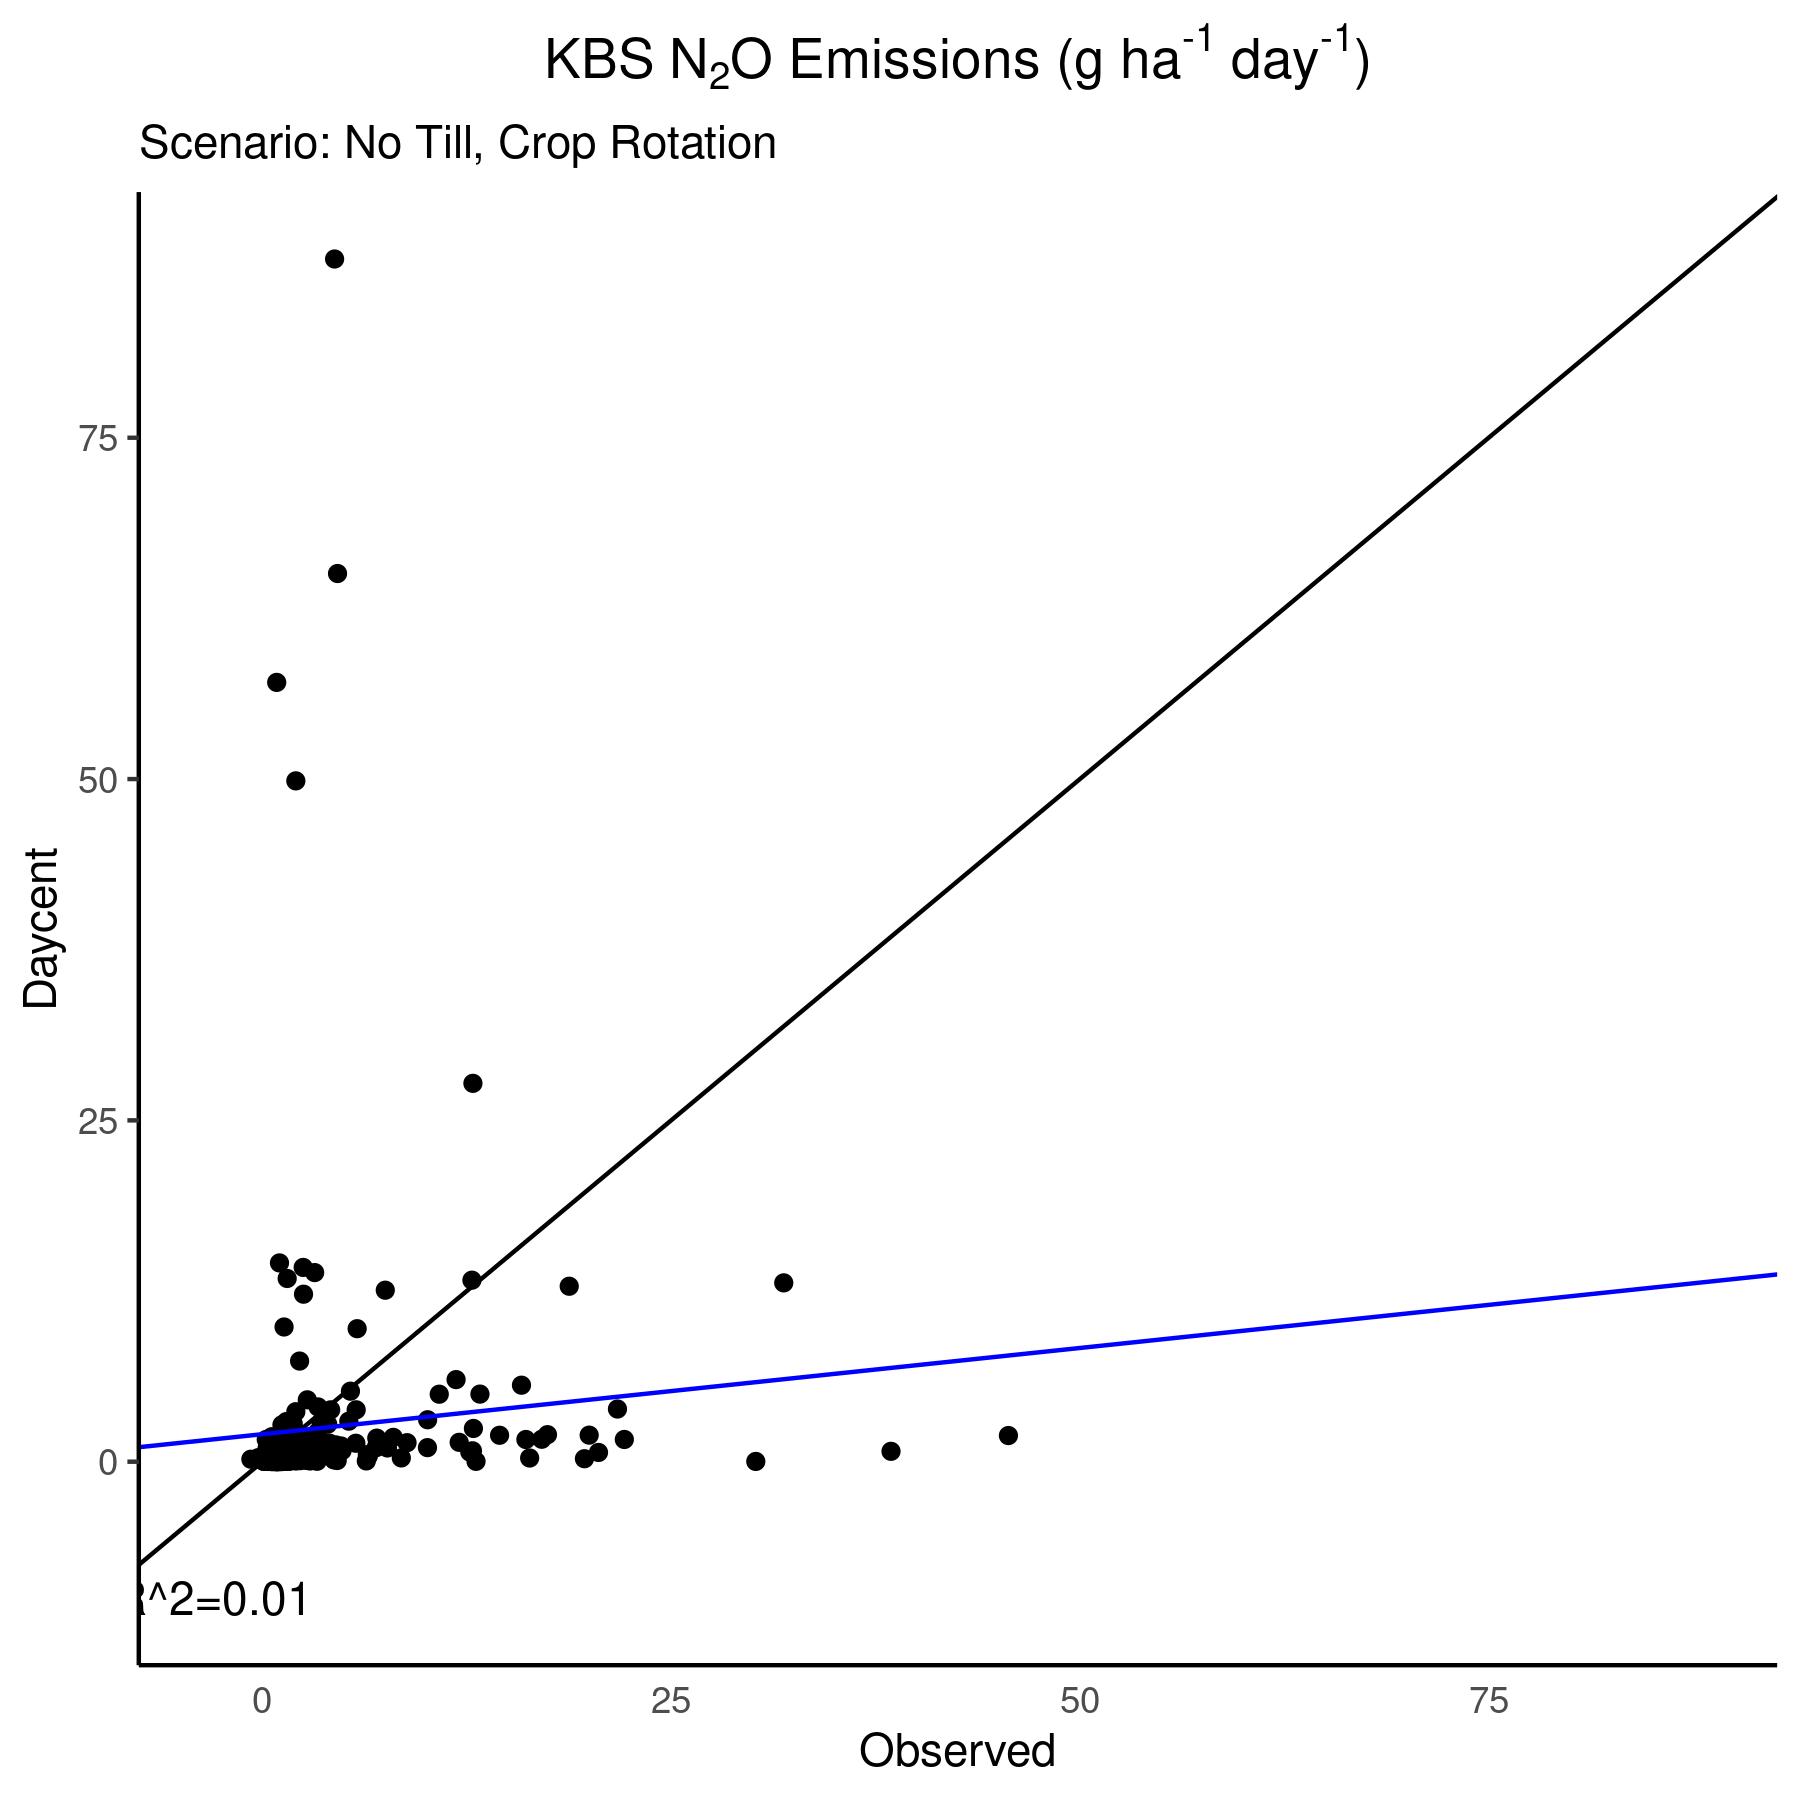 KBS N₂O Emissions (g ha⁻¹ day⁻¹)
Scenario: No Till, Crop Rotation
75
50
25
0
Daycent
R^2=0.01
0 25 50 75
Observed